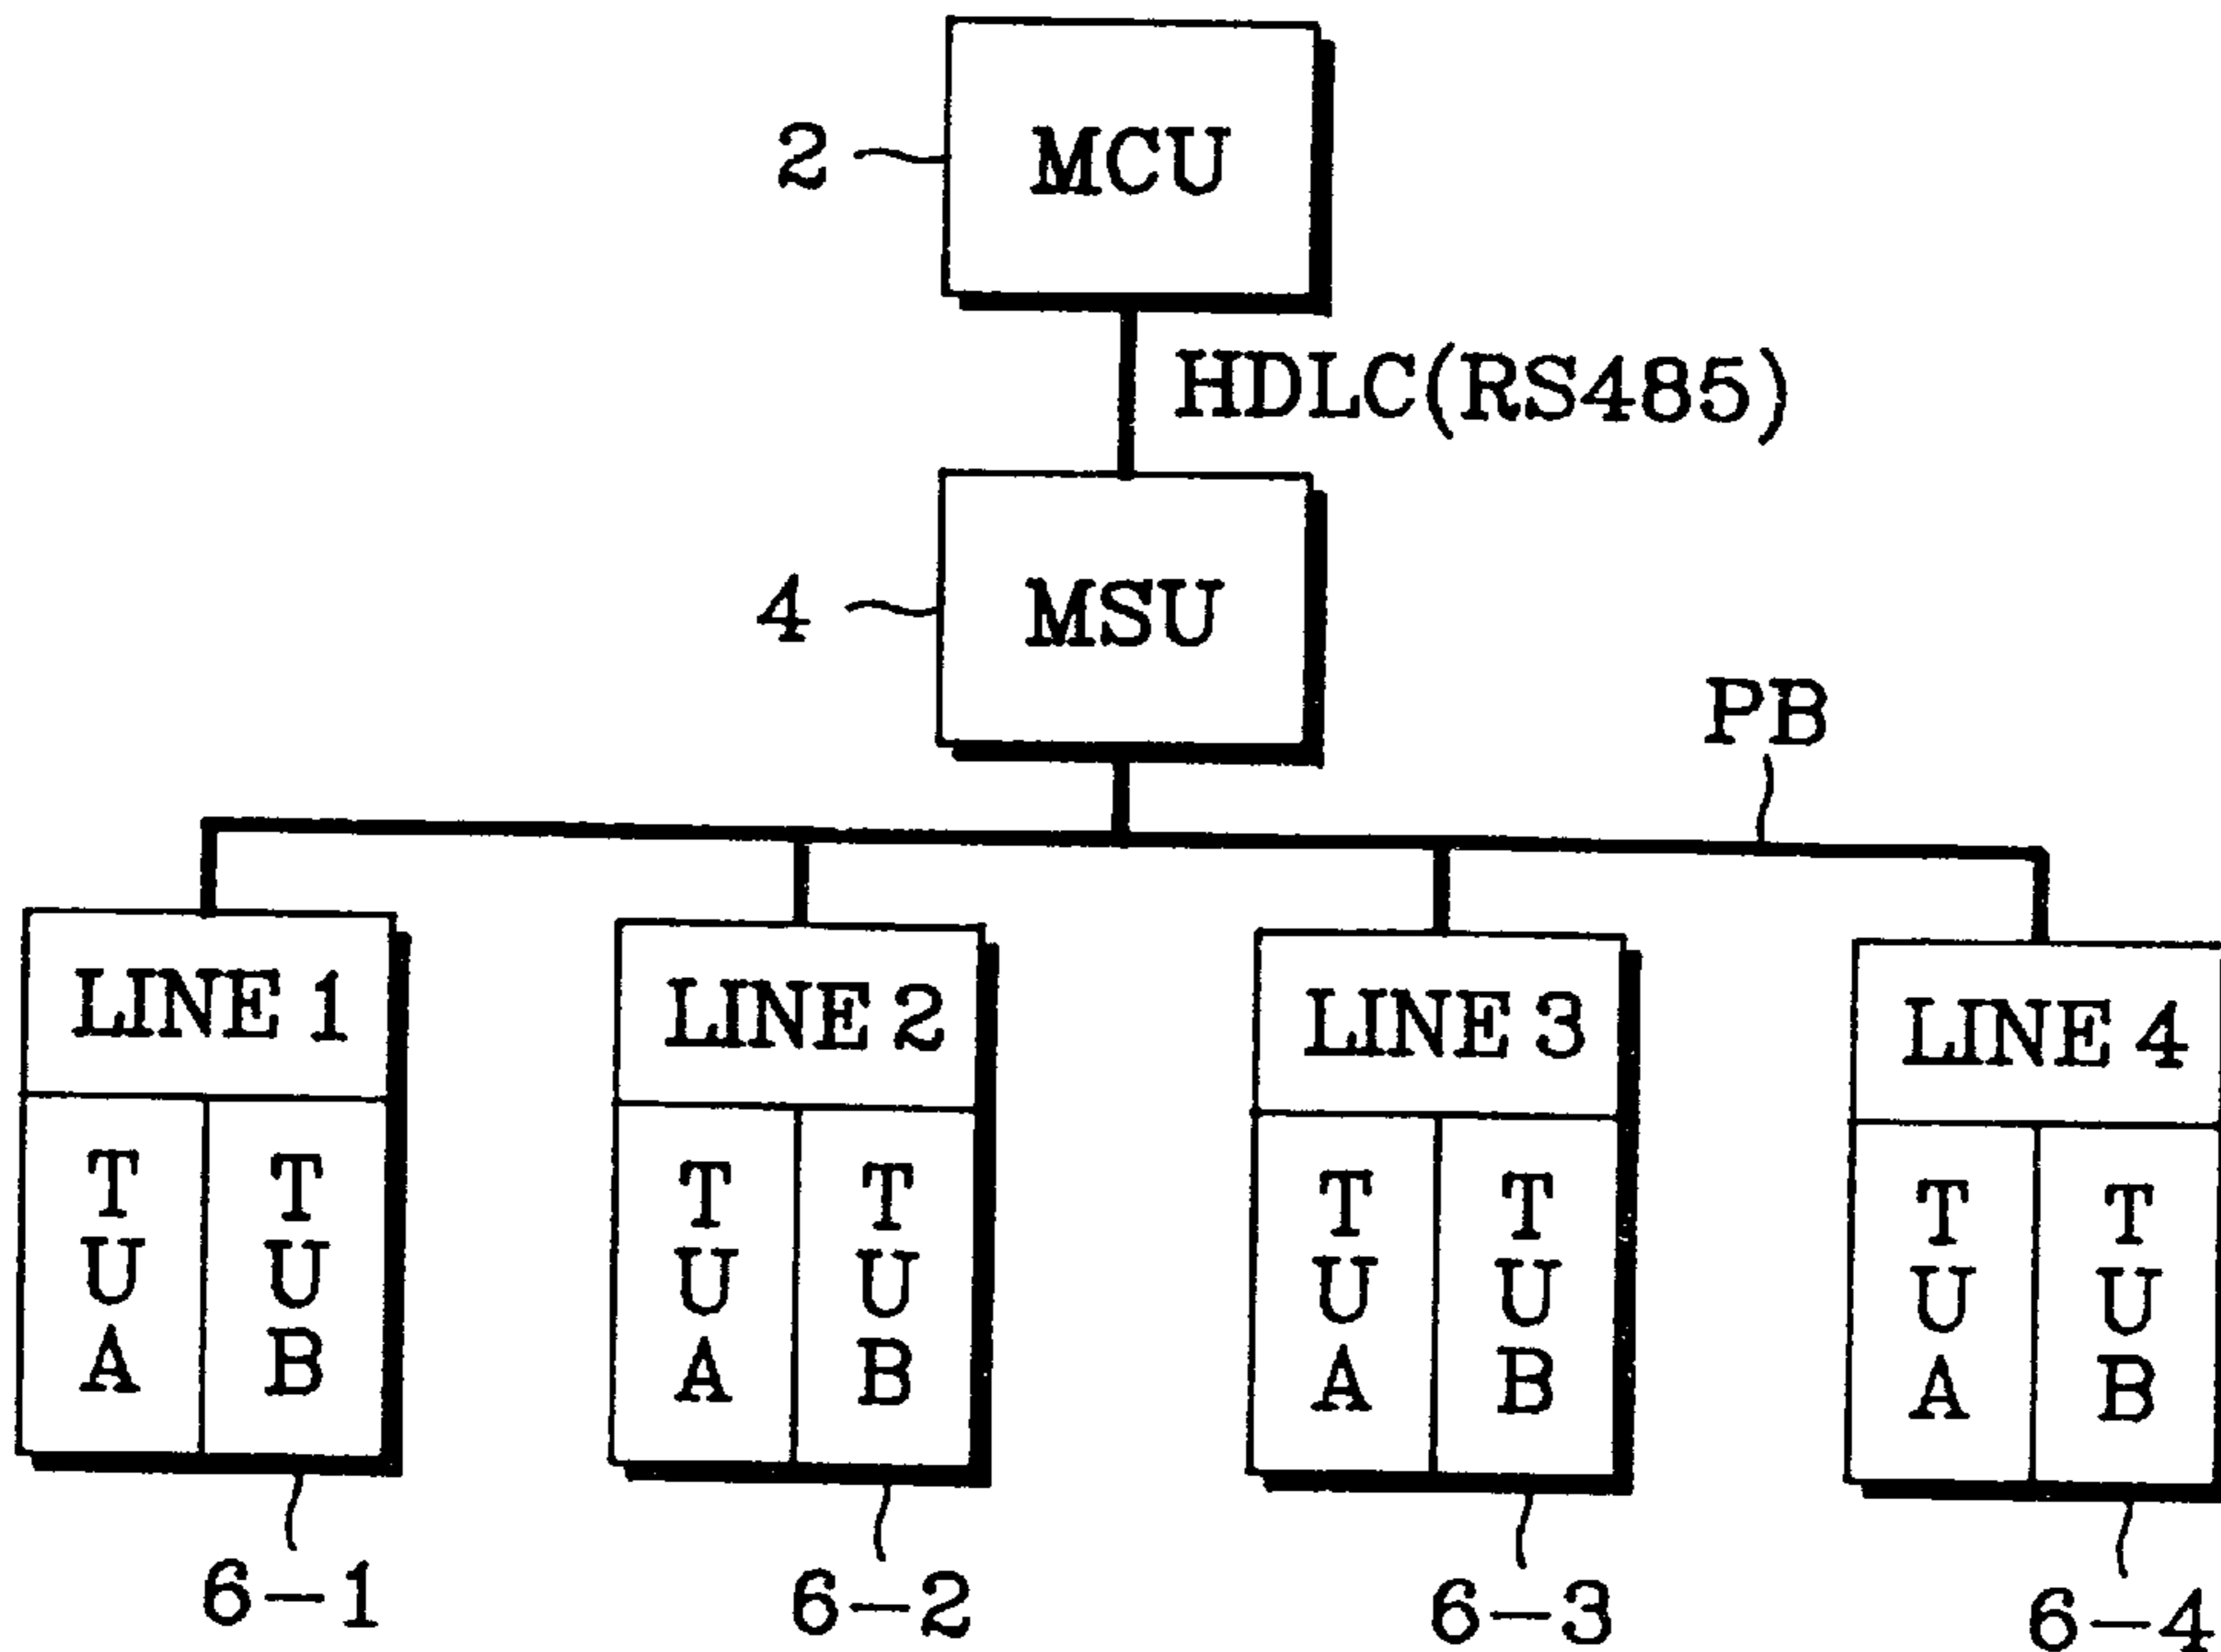 2
MCU
HDLC(RS485)
4
MSU
PB
LINE 1
TUA
TUB
6-1
LINE 2
TUA
TUB
6-2
LINE 3
TUA
TUB
6-3
LINE 4
TUA
TUB
6-4